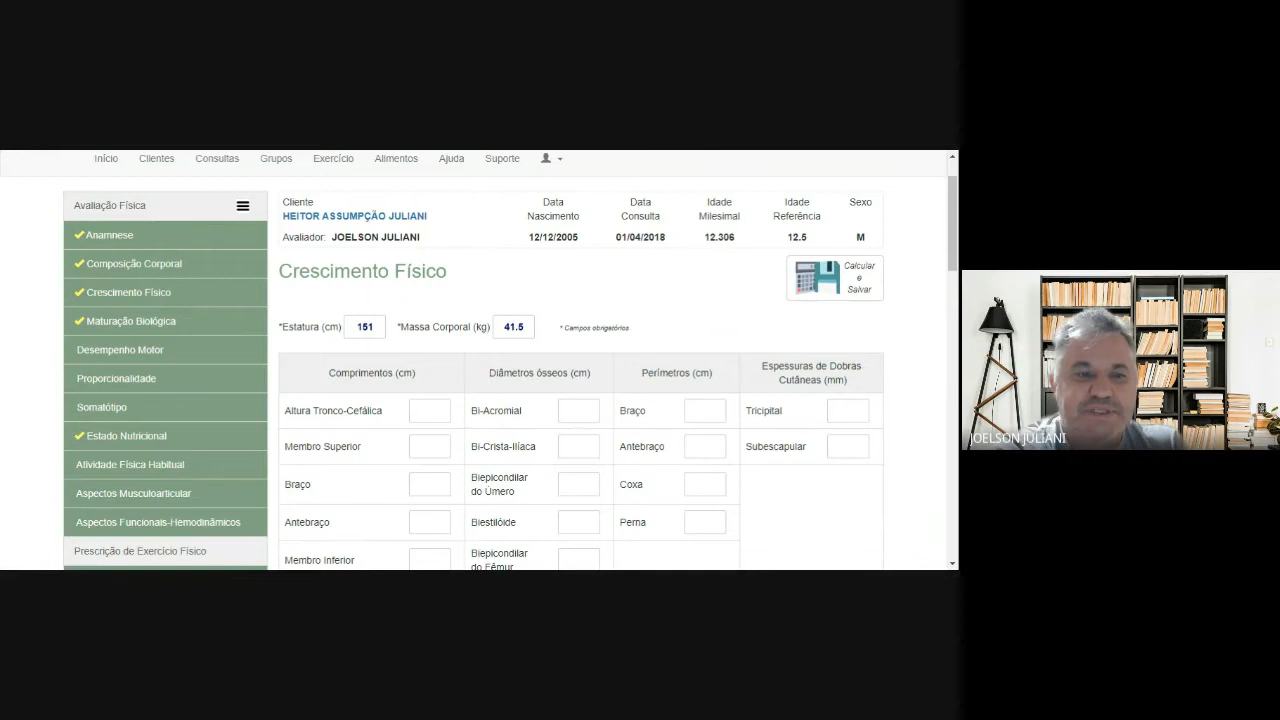 Início Clientes Consultas Grupos Exercício Alimentos Ajuda Suporte
Avaliação Física
Anamnese
Composição Corporal
Crescimento Físico
Maturação Biológica
Desempenho Motor
Proporcionalidade
Somatótipo
Estado Nutricional
Atividade Física Habitual
Aspectos Musculoarticular
Aspectos Funcionais-Hemodinâmicos
Prescrição de Exercício Físico
Cliente
HEITOR ASSUMPÇÃO JULIANI
Avaliador: JOELSON JULIANI
Data
Nascimento
12/12/2005
Data
Consulta
01/04/2018
Idade
Milesimal
12.306
Idade
Referência
12.5
Sexo
M
Crescimento Físico
Calcular
e
Salvar
*Estatura (cm) 151 *Massa Corporal (kg) 41.5 * Campos obrigatórios
Comprimentos (cm)
Altura Tronco-Cefálica
Membro Superior
Braço
Antebraço
Membro Inferior
Diâmetros ósseos (cm)
Bi-Acromial
Bi-Crista-Ilíaca
Biepicondilar
do Úmero
Biestilóide
Biepicondilar
do Fêmur
Perímetros (cm)
Braço
Antebraço
Coxa
Perna
Espessuras de Dobras
Cutâneas (mm)
Tricipital
Subescapular
JOELSON JULIANI